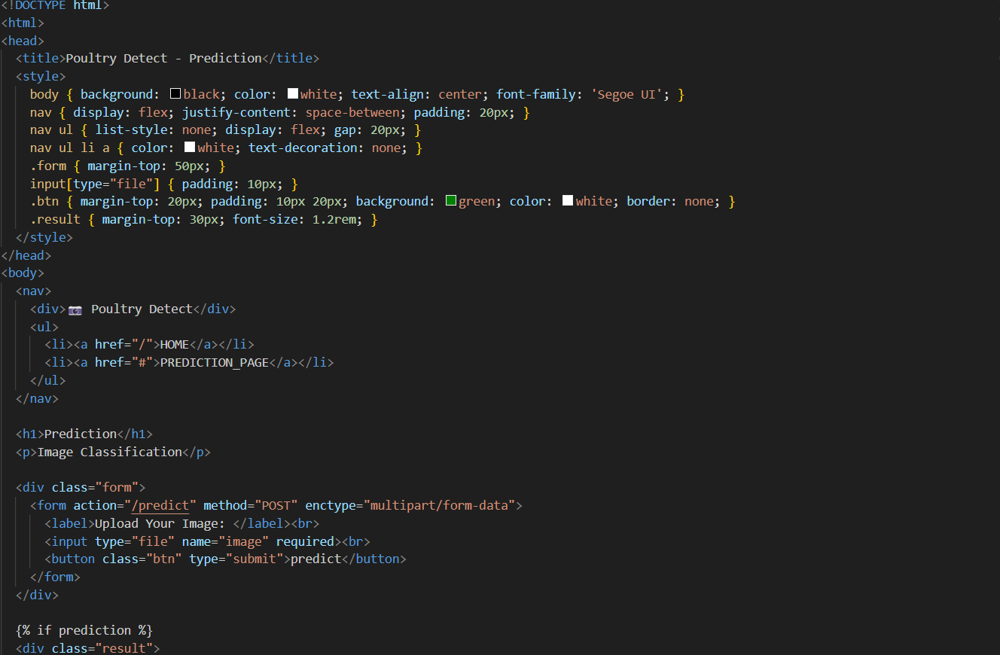 <!DOCTYPE html>
<html>
<head>
  <title>Poultry Detect - Prediction</title>
  <style>
    body { background: black; color: white; text-align: center; font-family: 'Segoe UI'; }
    nav { display: flex; justify-content: space-between; padding: 20px; }
    nav ul { list-style: none; display: flex; gap: 20px; }
    nav ul li a { color: white; text-decoration: none; }
    .form { margin-top: 50px; }
    input[type="file"] { padding: 10px; }
    .btn { margin-top: 20px; padding: 10px 20px; background: green; color: white; border: none; }
    .result { margin-top: 30px; font-size: 1.2rem; }
  </style>
</head>
<body>
  <nav>
    <div>📷 Poultry Detect</div>
    <ul>
      <li><a href="/">HOME</a></li>
      <li><a href="#">PREDICTION_PAGE</a></li>
    </ul>
  </nav>

  <h1>Prediction</h1>
  <p>Image Classification</p>

  <div class="form">
    <form action="/predict" method="POST" enctype="multipart/form-data">
      <label>Upload Your Image: </label><br>
      <input type="file" name="image" required><br>
      <button class="btn" type="submit">predict</button>
    </form>
  </div>

  {% if prediction %}
  <div class="result">